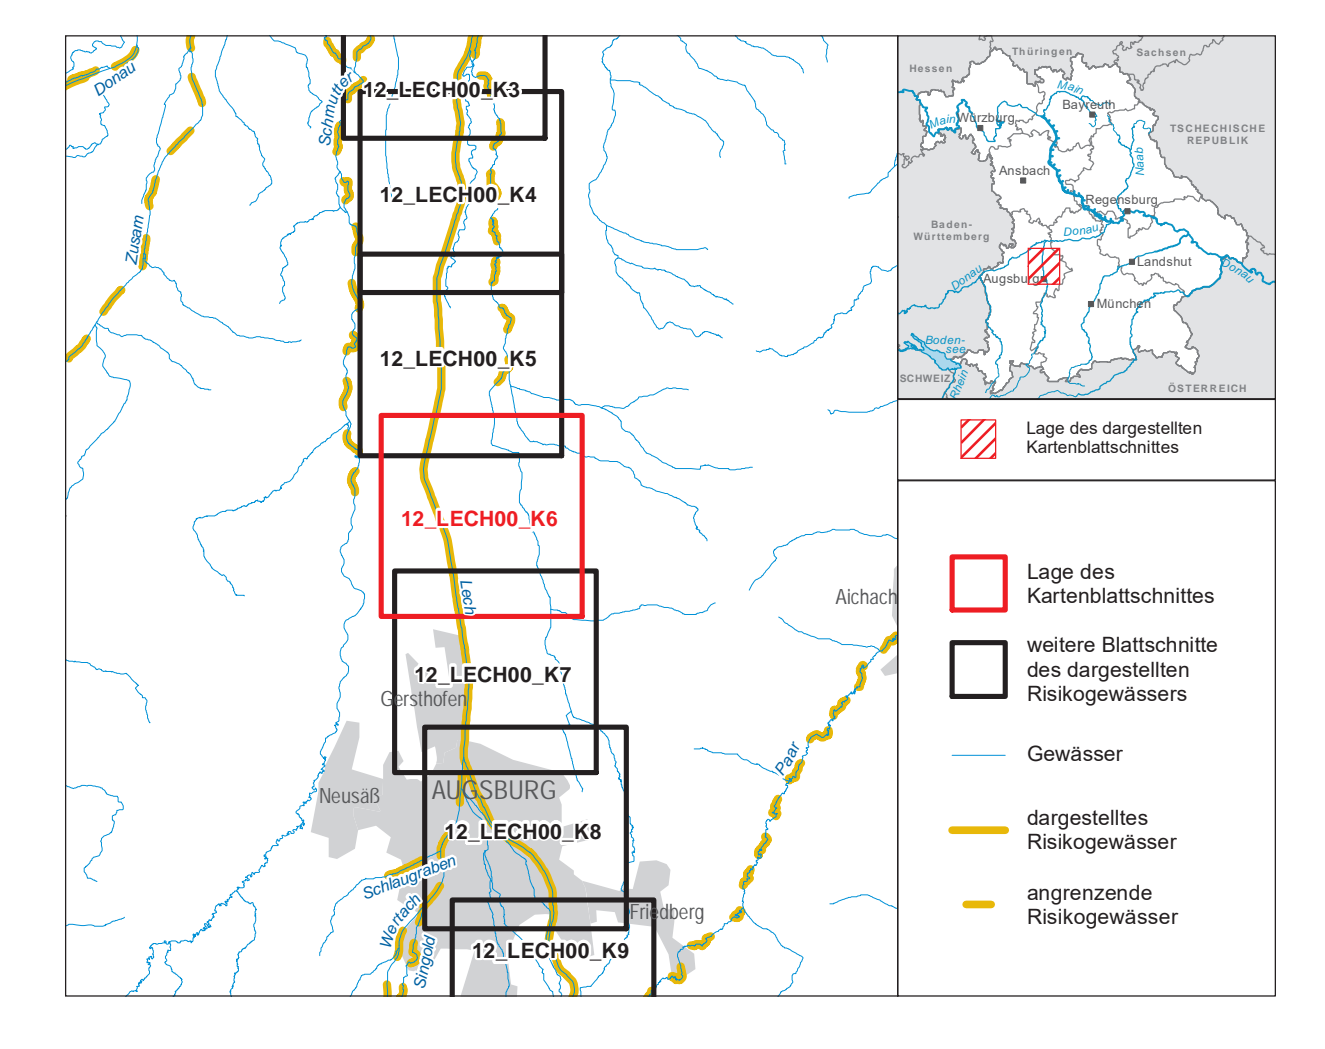 Donau
Schmutter
12_LECH00_K3
12_LECH00_K4
Zusam
12_LECH00_K5
12_LECH00_K6
Lech
Aichach
12_LECH00_K7
Gersthofen
Paar
Neusäß
AUGSBURG
12_LECH00_K8
Schlaugraben
Wertach
Singold
Friedberg
12_LECH00_K9
Thüringen
Sachsen
Hessen
Main
Bayreuth
Main
Würzburg
TSCHECHISCHE
REPUBLIK
Ansbach
Naab
Regensburg
Baden-
Württemberg
Donau
Donau
Augsburg
Landshut
Donau
München
Boden-
see
SCHWEIZ
Rhein
ÖSTERREICH
Lage des dargestellten
Kartenblattschnittes
Lage des
Kartenblattschnittes
weitere Blattschnitte
des dargestellten
Risikogewässers
Gewässer
dargestelltes
Risikogewässer
angrenzende
Risikogewässer